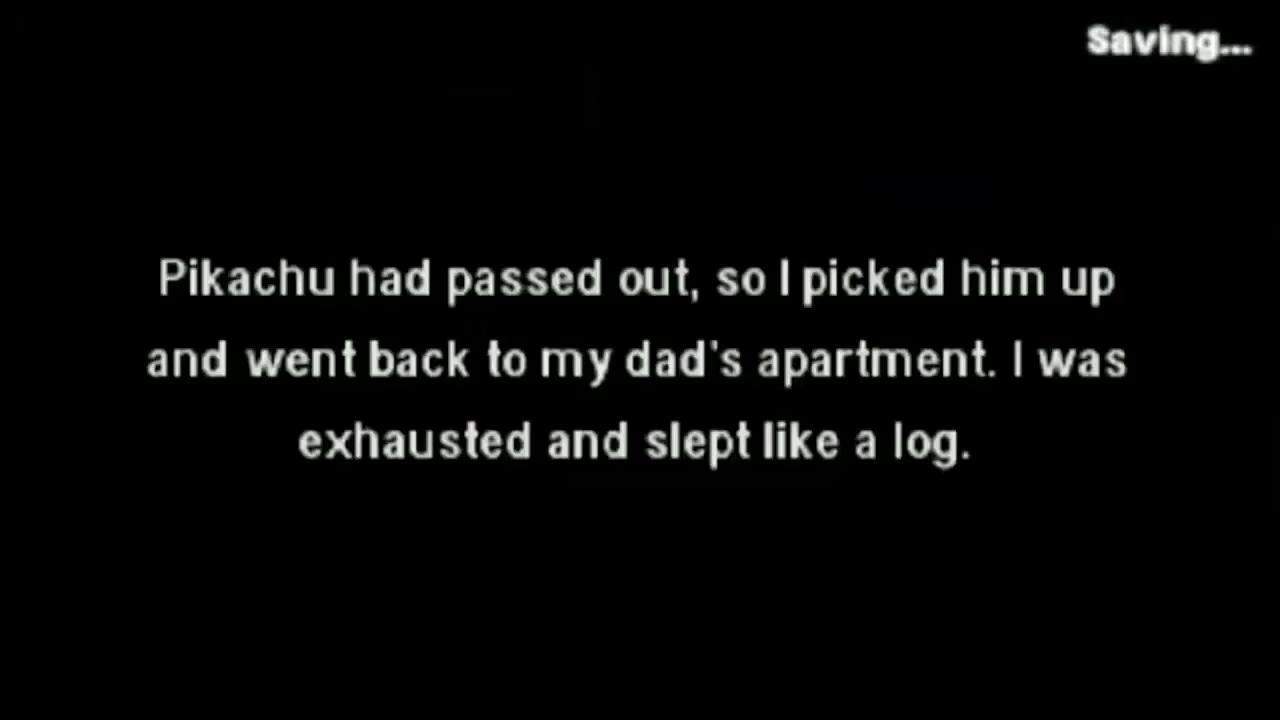 Saving...
Pikachu had passed out, so I picked him up
and went back to my dad's apartment. I was
exhausted and slept like a log.